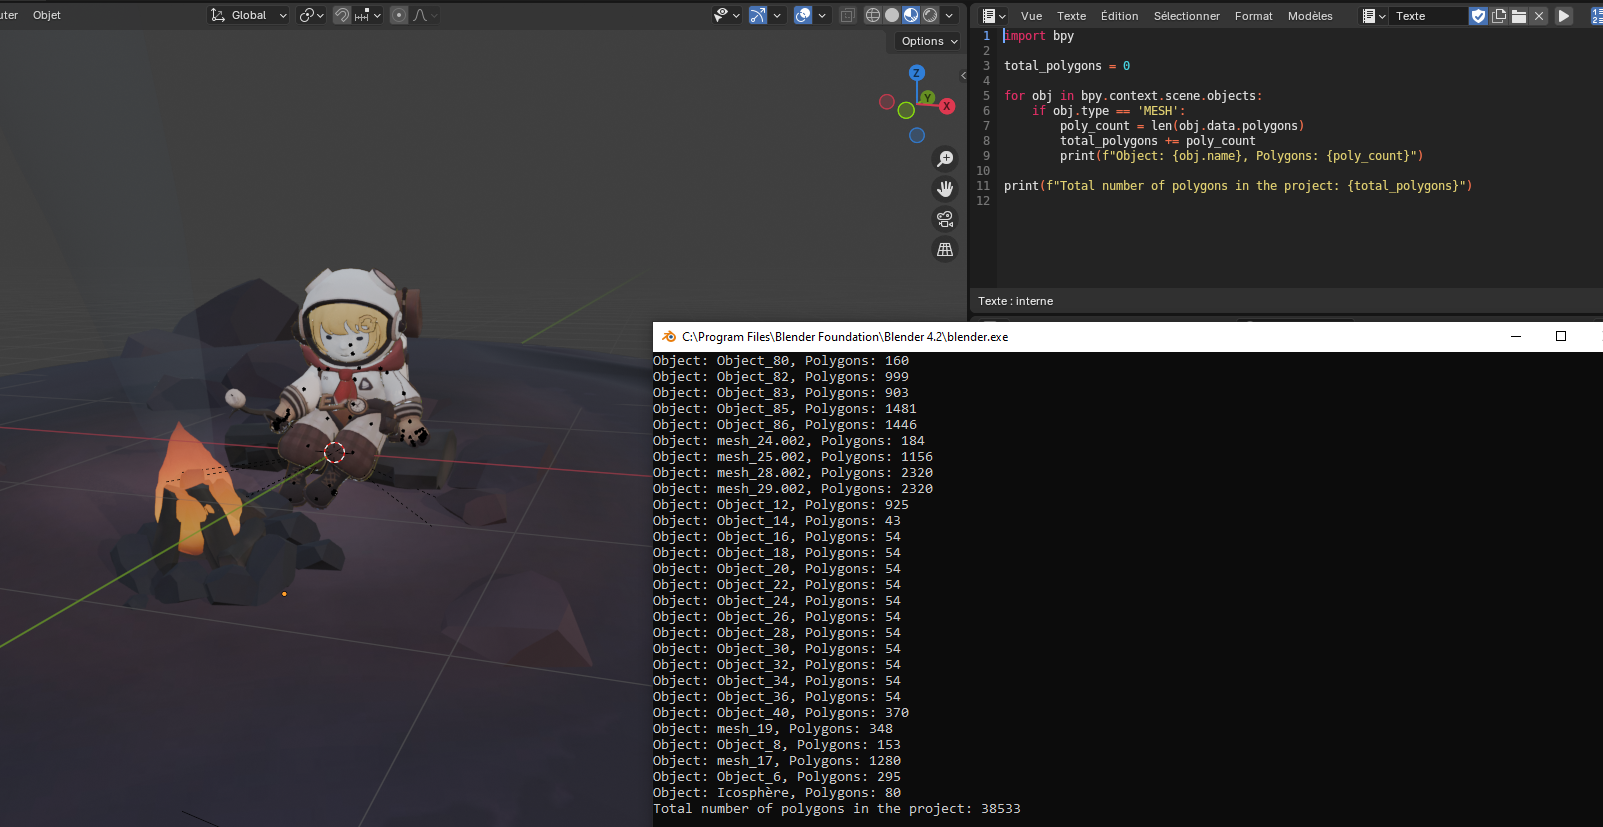 uter Objet Global
Options
Z
Y
X
Vue Texte Édition Sélectionner Format Modèles Texte
1 import bpy
2
3 total_polygons = 0
4
5 for obj in bpy.context.scene.objects:
6 if obj.type == 'MESH':
7 poly_count = len(obj.data.polygons)
8 total_polygons += poly_count
9 print(f"Object: {obj.name}, Polygons: {poly_count}")
10
11 print(f"Total number of polygons in the project: {total_polygons}")
12
Texte : interne
C:\Program Files\Blender Foundation\Blender 4.2\blender.exe
Object: Object_80, Polygons: 160
Object: Object_82, Polygons: 999
Object: Object_83, Polygons: 903
Object: Object_85, Polygons: 1481
Object: Object_86, Polygons: 1446
Object: mesh_24.002, Polygons: 184
Object: mesh_25.002, Polygons: 1156
Object: mesh_28.002, Polygons: 2320
Object: mesh_29.002, Polygons: 2320
Object: Object_12, Polygons: 925
Object: Object_14, Polygons: 43
Object: Object_16, Polygons: 54
Object: Object_18, Polygons: 54
Object: Object_20, Polygons: 54
Object: Object_22, Polygons: 54
Object: Object_24, Polygons: 54
Object: Object_26, Polygons: 54
Object: Object_28, Polygons: 54
Object: Object_30, Polygons: 54
Object: Object_32, Polygons: 54
Object: Object_34, Polygons: 54
Object: Object_36, Polygons: 54
Object: Object_40, Polygons: 370
Object: mesh_19, Polygons: 348
Object: Object_8, Polygons: 153
Object: mesh_17, Polygons: 1280
Object: Object_6, Polygons: 295
Object: Icosphère, Polygons: 80
Total number of polygons in the project: 38533